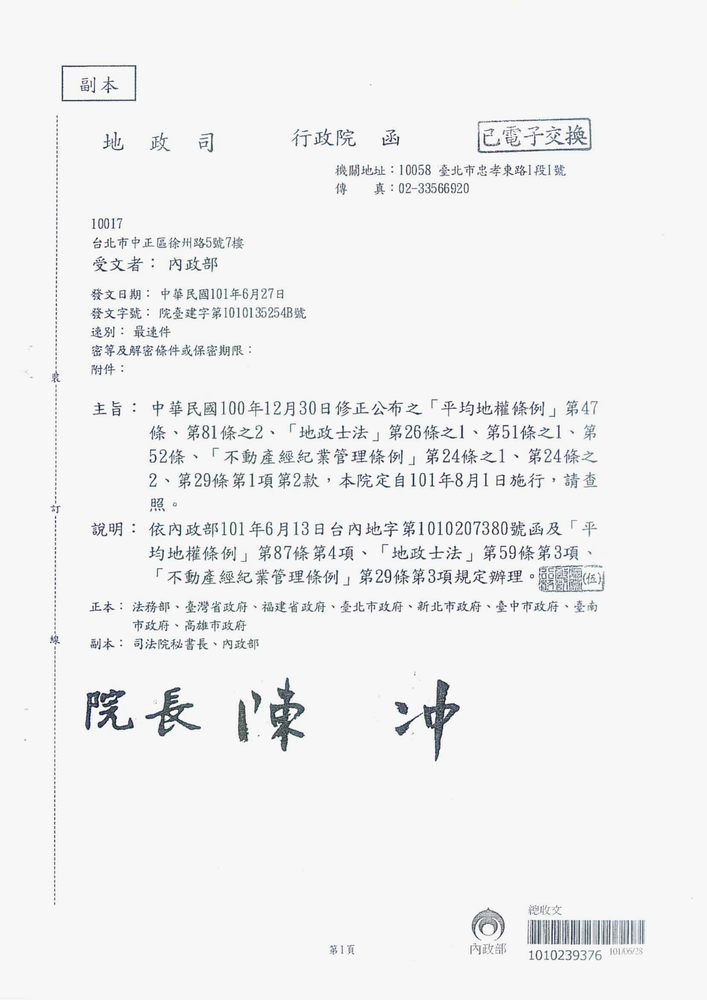 副本
地政司 行政院 函 已電子交換
機關地址：10058 臺北市忠孝東路1段1號
傳 真：02-33566920
10017
台北市中正區徐州路5號7樓
受文者： 內政部
發文日期： 中華民國101年6月27日
發文字號： 院臺建字第1010135254B號
速別： 最速件
密等及解密條件或保密期限：
附件：
主旨： 中華民國100年12月30日修正公布之「平均地權條例」第47
條、第81條之2、「地政士法」第26條之1、第51條之1、第
52條、「不動產經紀業管理條例」第24條之1、第24條之
2、第29條第1項第2款，本院定自101年8月1日施行，請查
照。
說明： 依內政部101年6月13日台內地字第1010207380號函及「平
均地權條例」第87條第4項、「地政士法」第59條第3項、
「不動產經紀業管理條例」第29條第3項規定辦理。(伍)
正本： 法務部、臺灣省政府、福建省政府、臺北市政府、新北市政府、臺中市政府、臺南
市政府、高雄市政府
副本： 司法院秘書長、內政部
院長 陳 冲
裝
訂
線
總收文
內政部
1010239376 101/06/28
第1頁